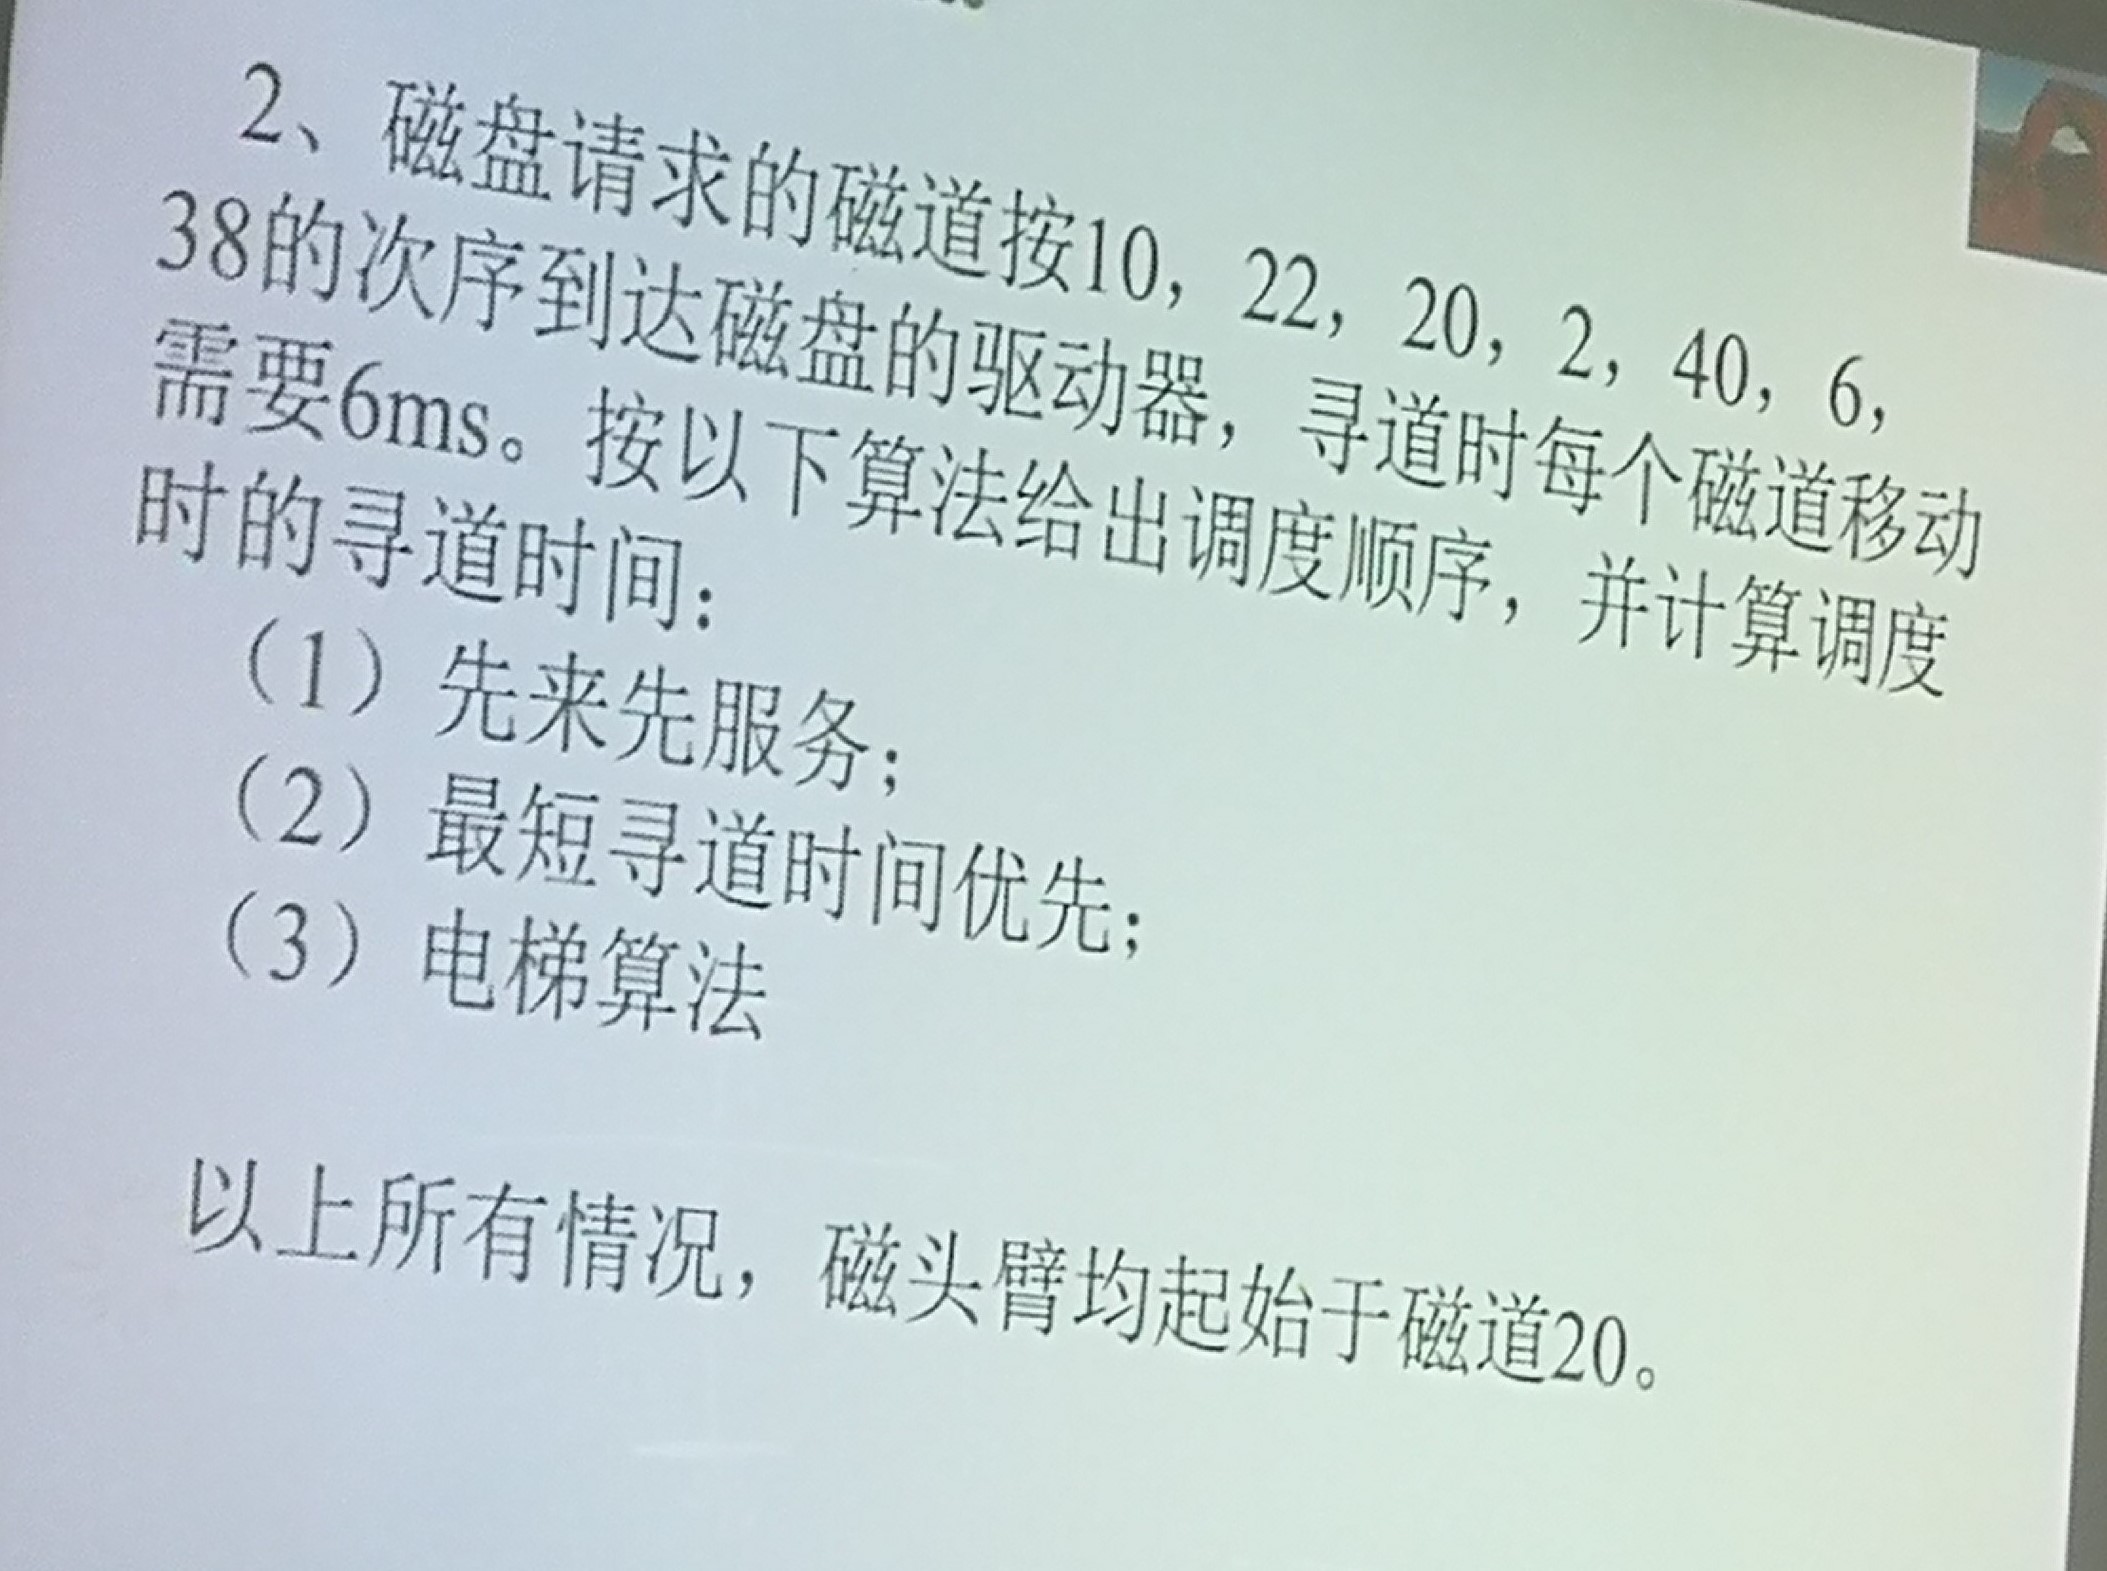 2、磁盘请求的磁道按10，22，20，2，40，6，
38的次序到达磁盘的驱动器，寻道时每个磁道移动
需要6ms。按以下算法给出调度顺序，并计算调度
时的寻道时间：
（1）先来先服务；
（2）最短寻道时间优先；
（3）电梯算法
以上所有情况，磁头臂均起始于磁道20。